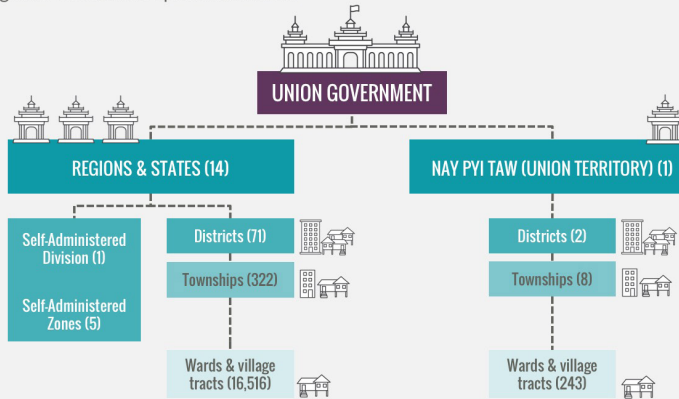 UNION GOVERNMENT
REGIONS & STATES (14)
NAY PYI TAW (UNION TERRITORY) (1)
Self-Administered
Division (1)
Self-Administered
Zones (5)
Districts (71)
Townships (322)
Wards & village
tracts (16,516)
Districts (2)
Townships (8)
Wards & village
tracts (243)